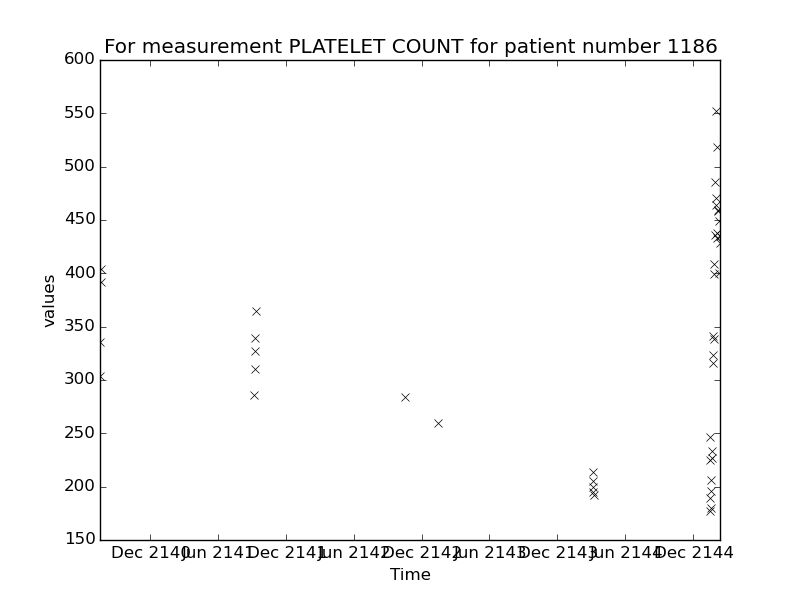 For measurement PLATELET COUNT for patient number 1186
600
550
500
450
400
350
300
250
200
150
values
Dec 2140 Jun 2141 Dec 2141 Jun 2142 Dec 2142 Jun 2143 Dec 2143 Jun 2144 Dec 2144
Time